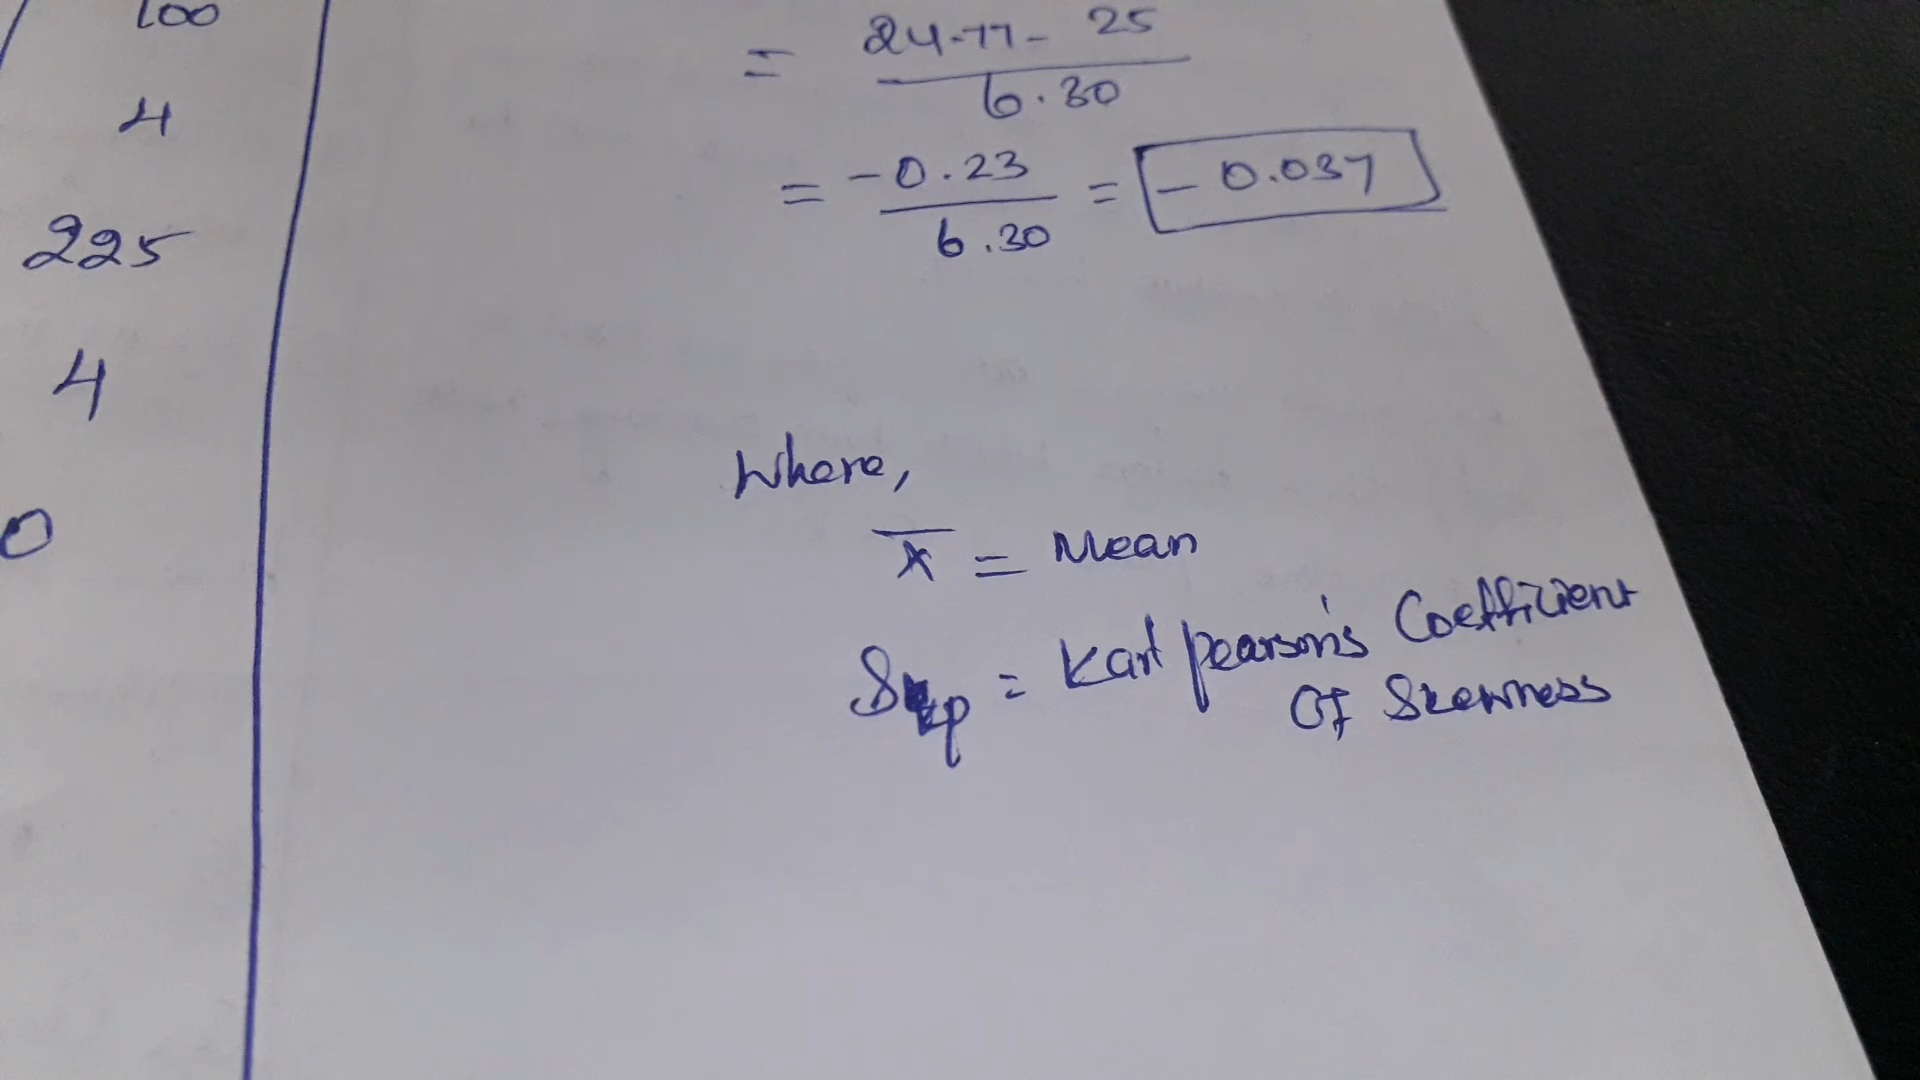 100
4
225
4
0
= 24.77 - 25 / 6.30
= -0.23 / 6.30 = - 0.037
Where,
x̄ = Mean
Skp = Karl pearson's Coefficient
Of Skewness